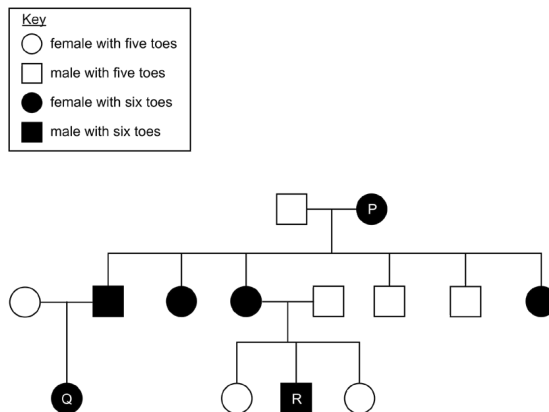 Key
female with five toes
male with five toes
female with six toes
male with six toes
P
Q
R